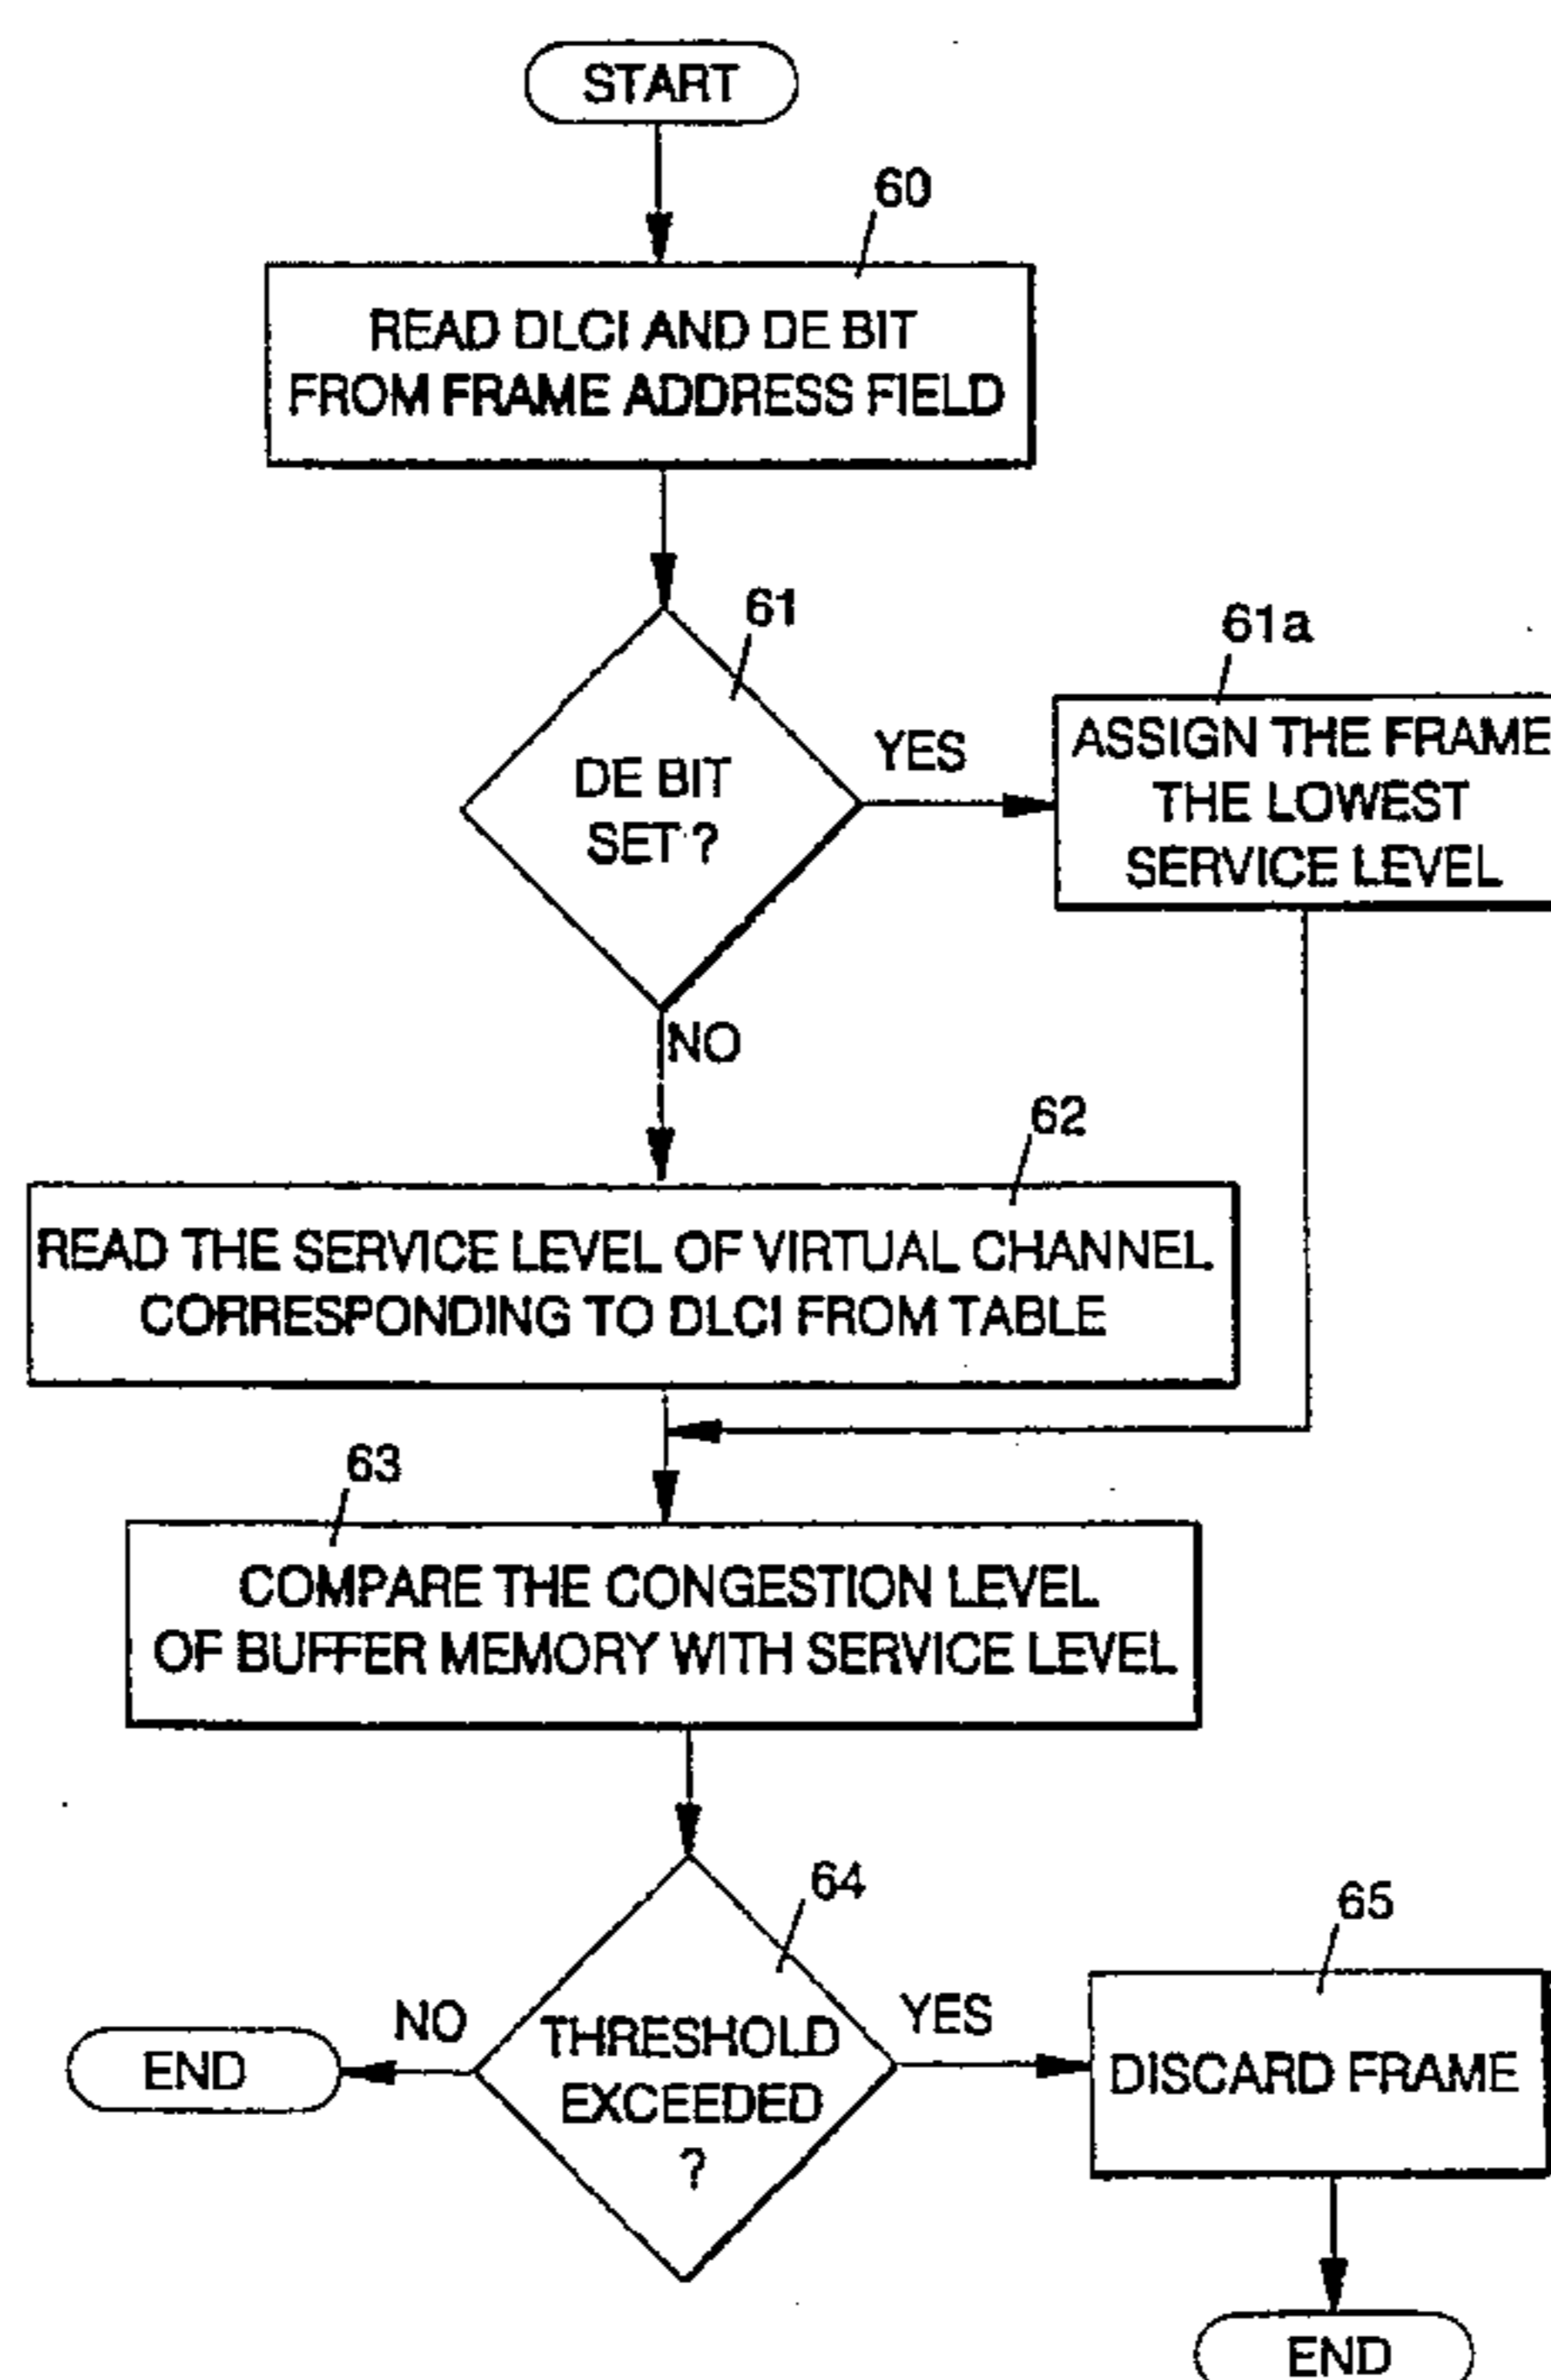 START
60
READ DLCI AND DE BIT
FROM FRAME ADDRESS FIELD
61
DE BIT
SET ?
YES
61a
ASSIGN THE FRAME
THE LOWEST
SERVICE LEVEL
NO
62
READ THE SERVICE LEVEL OF VIRTUAL CHANNEL
CORRESPONDING TO DLCI FROM TABLE
63
COMPARE THE CONGESTION LEVEL
OF BUFFER MEMORY WITH SERVICE LEVEL
64
THRESHOLD
EXCEEDED
?
NO
END
YES
65
DISCARD FRAME
END